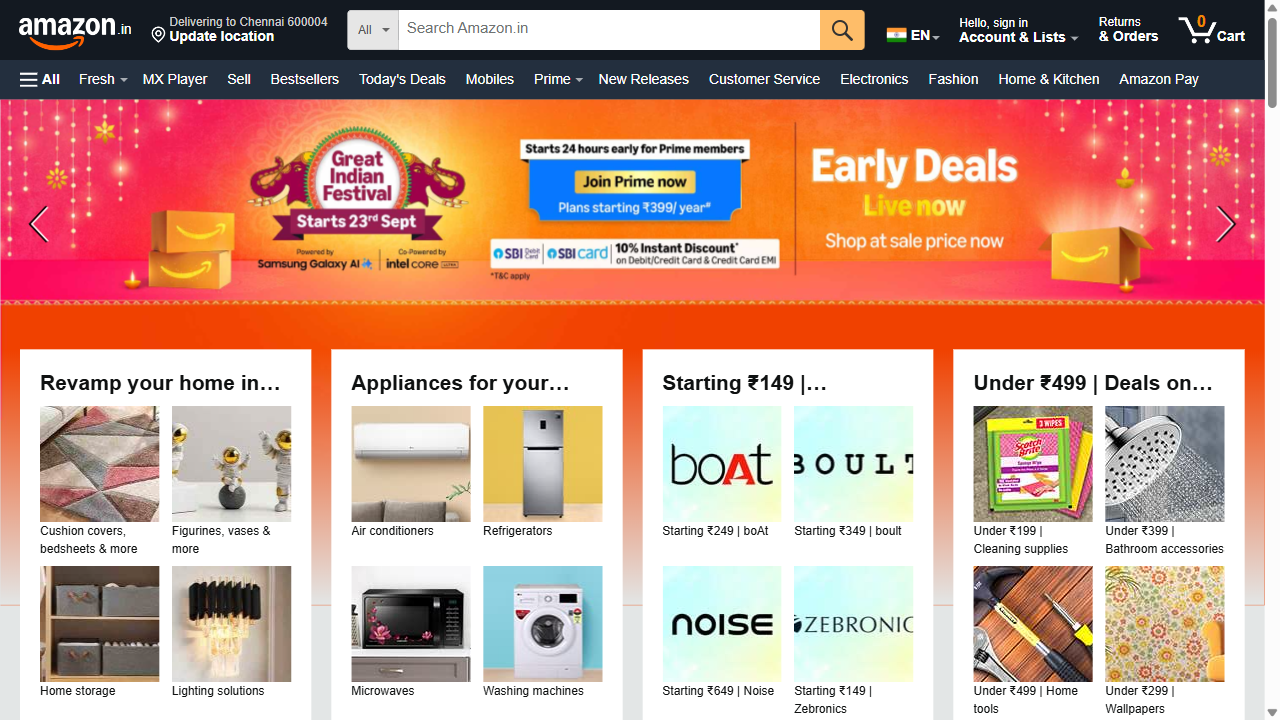 amazon.in
Delivering to Chennai 600004
Update location
All
Search Amazon.in
EN
Hello, sign in
Account & Lists
Returns
& Orders
0
Cart
All
Fresh
MX Player
Sell
Bestsellers
Today's Deals
Mobiles
Prime
New Releases
Customer Service
Electronics
Fashion
Home & Kitchen
Amazon Pay
Great
Indian
Festival
Starts 23rd Sept
Powered by
Samsung Galaxy AI
Co-Powered by
intel core ULTRA
Starts 24 hours early for Prime members
Join Prime now
Plans starting ₹399/ year#
SBI Debit Card
SBI card
10% Instant Discount*
on Debit/Credit Card & Credit Card EMI
*T&C apply
Early Deals
Live now
Shop at sale price now
Revamp your home in…
Cushion covers,
bedsheets & more
Figurines, vases &
more
Home storage
Lighting solutions
Appliances for your…
Air conditioners
Refrigerators
Microwaves
Washing machines
Starting ₹149 |…
boAt
Starting ₹249 | boAt
BOULT
Starting ₹349 | boult
noise
Starting ₹649 | Noise
ZEBRONIC
Starting ₹149 |
Zebronics
Under ₹499 | Deals on…
3 WIPES
Scotch
Brite
Under ₹199 |
Cleaning supplies
Under ₹399 |
Bathroom accessories
Under ₹499 | Home
tools
Under ₹299 |
Wallpapers